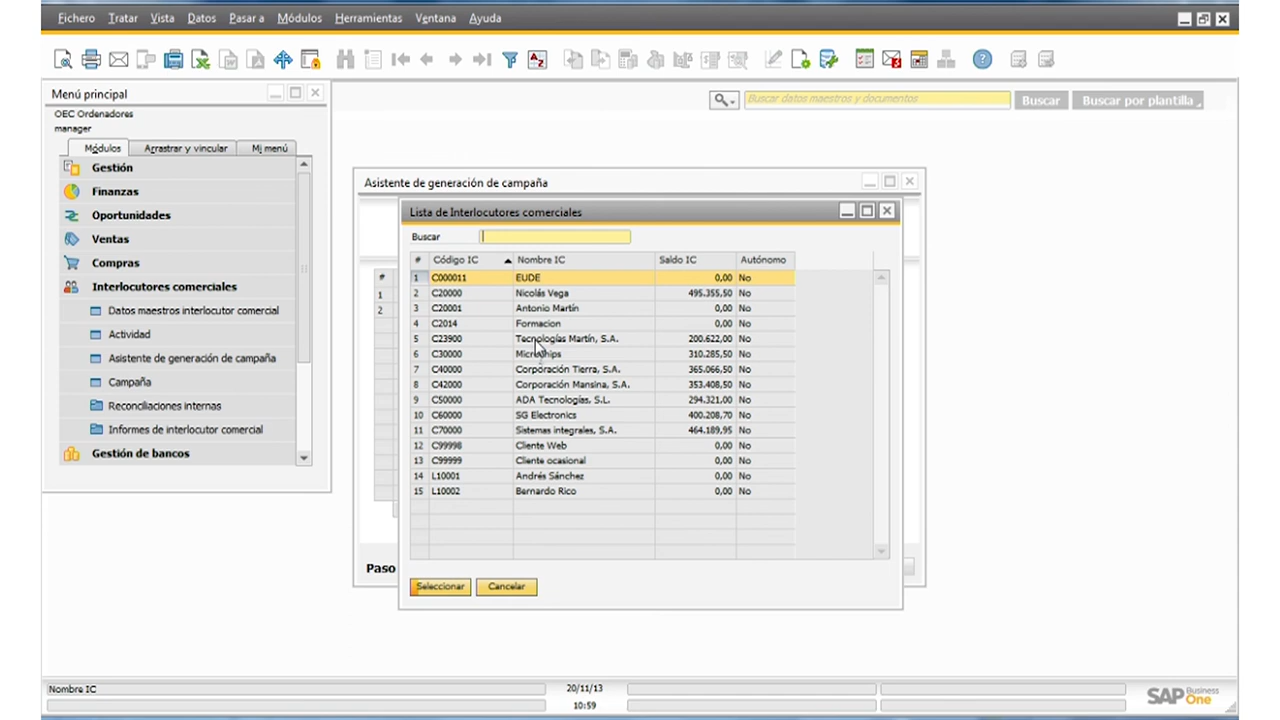 Fichero Tratar Vista Datos Pasar a Módulos Herramientas Ventana Ayuda
Menú principal
OEC Ordenadores
manager
Módulos Arrastrar y vincular Mi menú
Gestión
Finanzas
Oportunidades
Ventas
Compras
Interlocutores comerciales
Datos maestros interlocutor comercial
Actividad
Asistente de generación de campaña
Campaña
Reconciliaciones internas
Informes de interlocutor comercial
Gestión de bancos
Buscar datos maestros y documentos Buscar Buscar por plantilla
Asistente de generación de campaña
#
1
2
Paso
Lista de Interlocutores comerciales
Buscar
# Código IC Nombre IC Saldo IC Autónomo
1 C000011 EUDE 0,00 No
2 C20000 Nicolás Vega 495.355,50 No
3 C20001 Antonio Martín 0,00 No
4 C2014 Formacion 0,00 No
5 C23900 Tecnologías Martín, S.A. 200.622,00 No
6 C30000 Microchips 310.285,50 No
7 C40000 Corporación Tierra, S.A. 365.066,50 No
8 C42000 Corporación Mansina, S.A. 353.408,50 No
9 C50000 ADA Tecnologías, S.L. 294.321,00 No
10 C60000 SG Electronics 400.208,70 No
11 C70000 Sistemas integrales, S.A. 464.189,95 No
12 C99998 Cliente Web 0,00 No
13 C99999 Cliente ocasional 0,00 No
14 L10001 Andrés Sánchez 0,00 No
15 L10002 Bernardo Rico 0,00 No
Seleccionar Cancelar
Nombre IC
20/11/13
10:59
SAP Business One